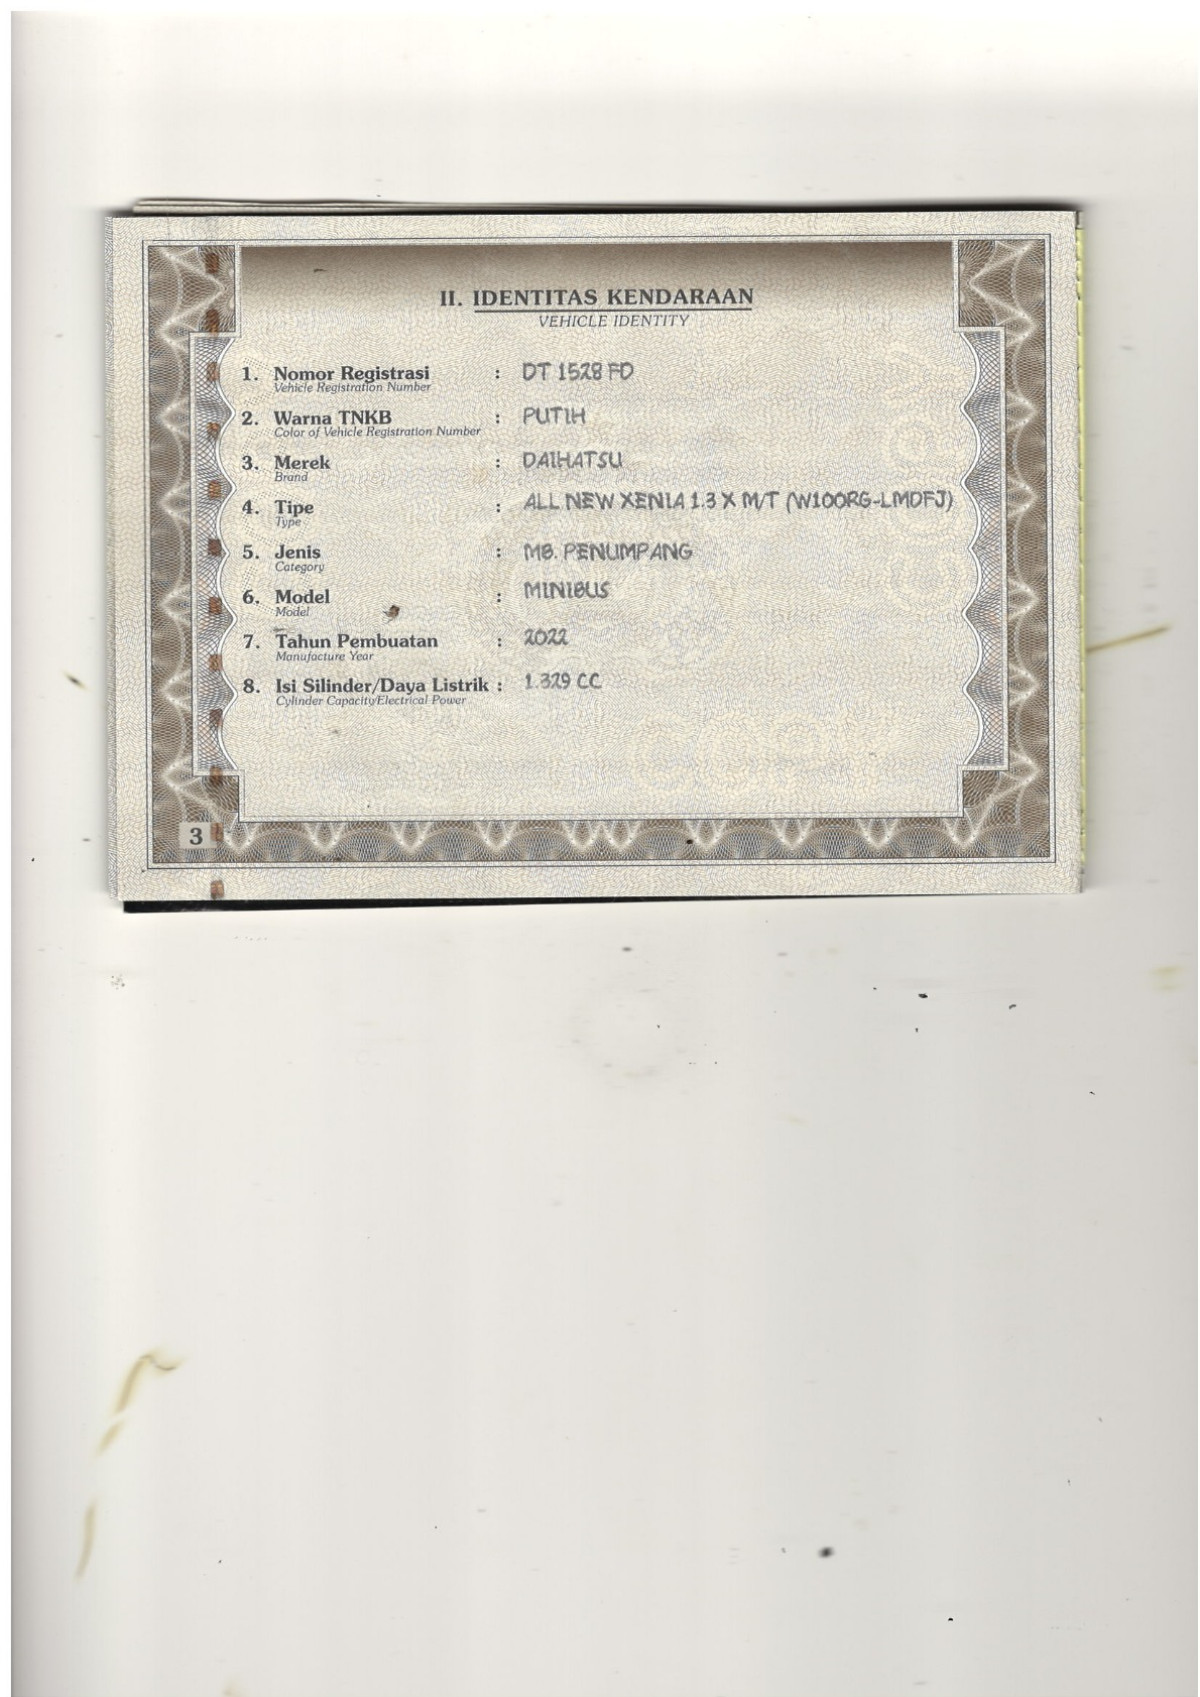 II. IDENTITAS KENDARAAN
VEHICLE IDENTITY
1. Nomor Registrasi : DT 1528 FD
Vehicle Registration Number
2. Warna TNKB : PUTIH
Color of Vehicle Registration Number
3. Merek : DAIHATSU
Brand
4. Tipe : ALL NEW XENIA 1.3 X M/T (W100RG-LMDFJ)
Type
5. Jenis : MB. PENUMPANG
Category
6. Model : MINIBUS
Model
7. Tahun Pembuatan : 2022
Manufacture Year
8. Isi Silinder/Daya Listrik : 1.329 CC
Cylinder Capacity/Electrical Power
3